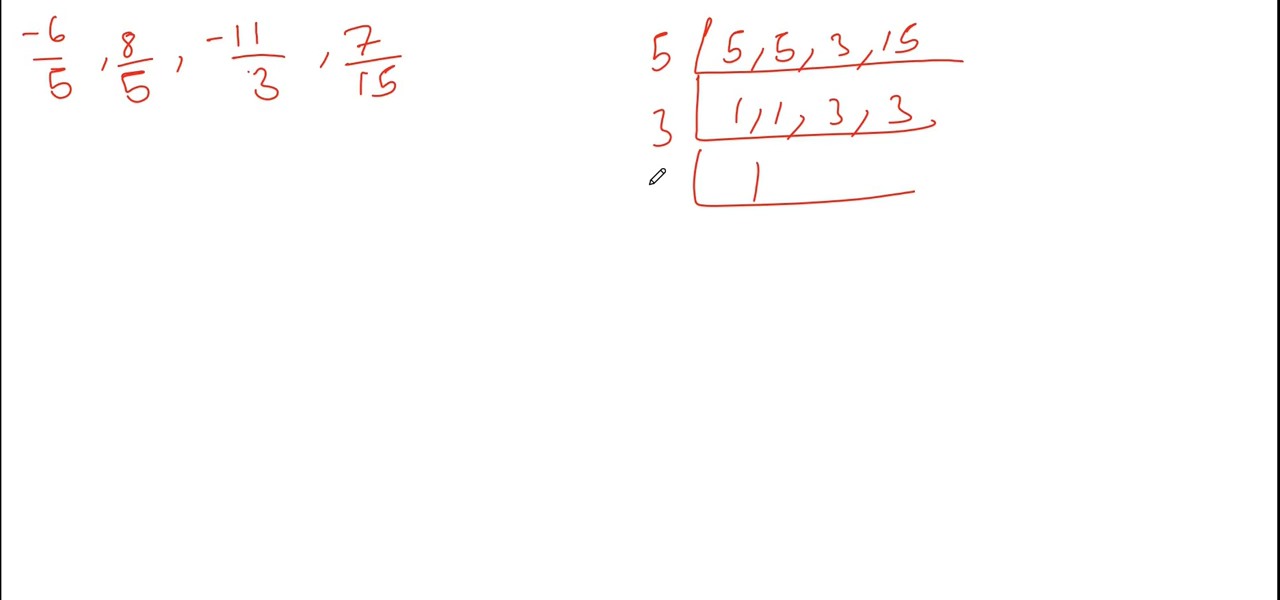 -6/5 , 8/5 , -11/3 , 7/15
5 | 5, 5, 3, 15
3 | 1, 1, 3, 3,
1